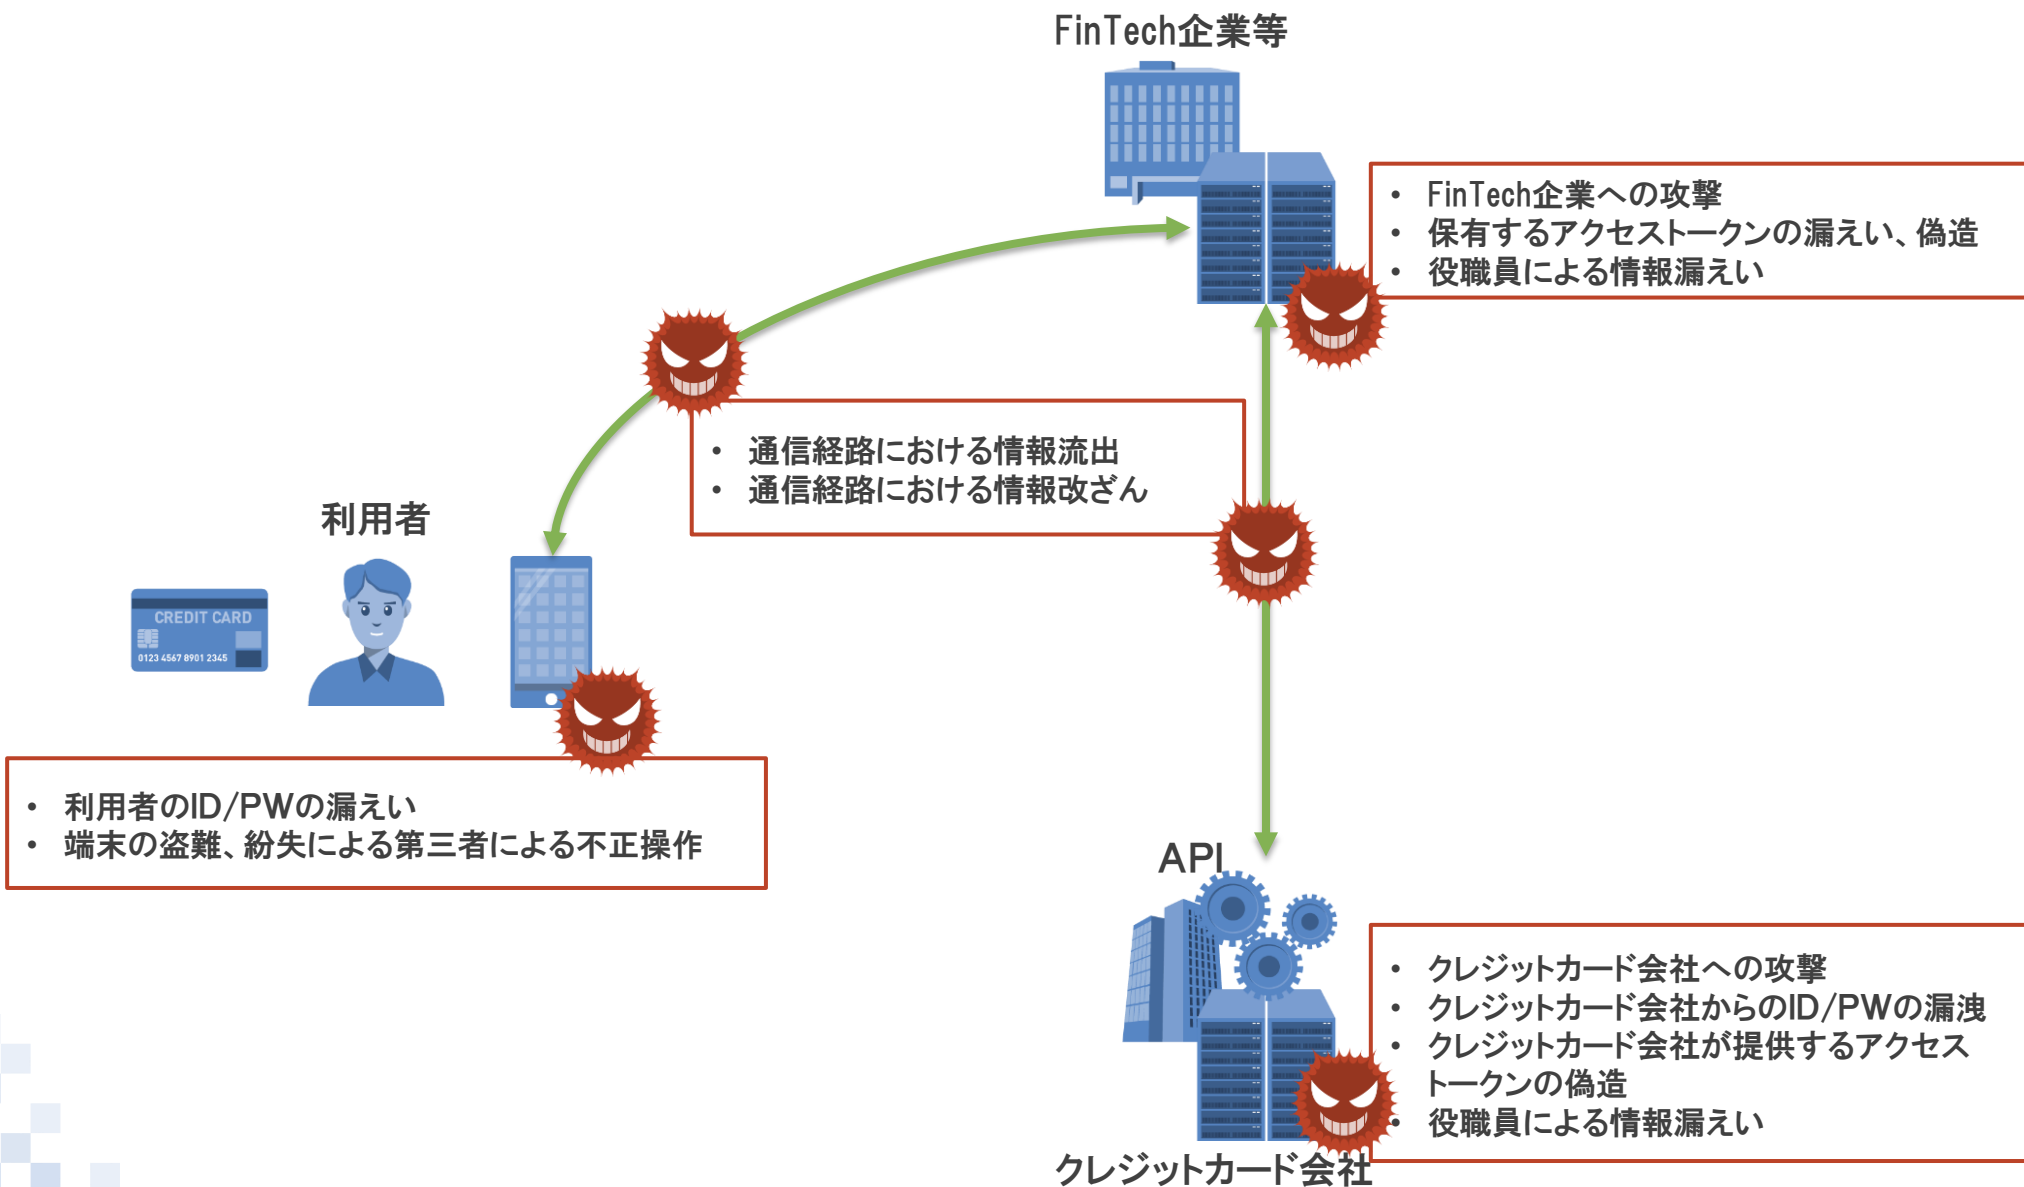 FinTech企業等
• FinTech企業への攻撃
• 保有するアクセストークンの漏えい、偽造
• 役職員による情報漏えい
• 通信経路における情報流出
• 通信経路における情報改ざん
利用者
CREDIT CARD
0123 4567 8901 2345
• 利用者のID/PWの漏えい
• 端末の盗難、紛失による第三者による不正操作
API
• クレジットカード会社への攻撃
• クレジットカード会社からのID/PWの漏洩
• クレジットカード会社が提供するアクセス
トークンの偽造
• 役職員による情報漏えい
クレジットカード会社